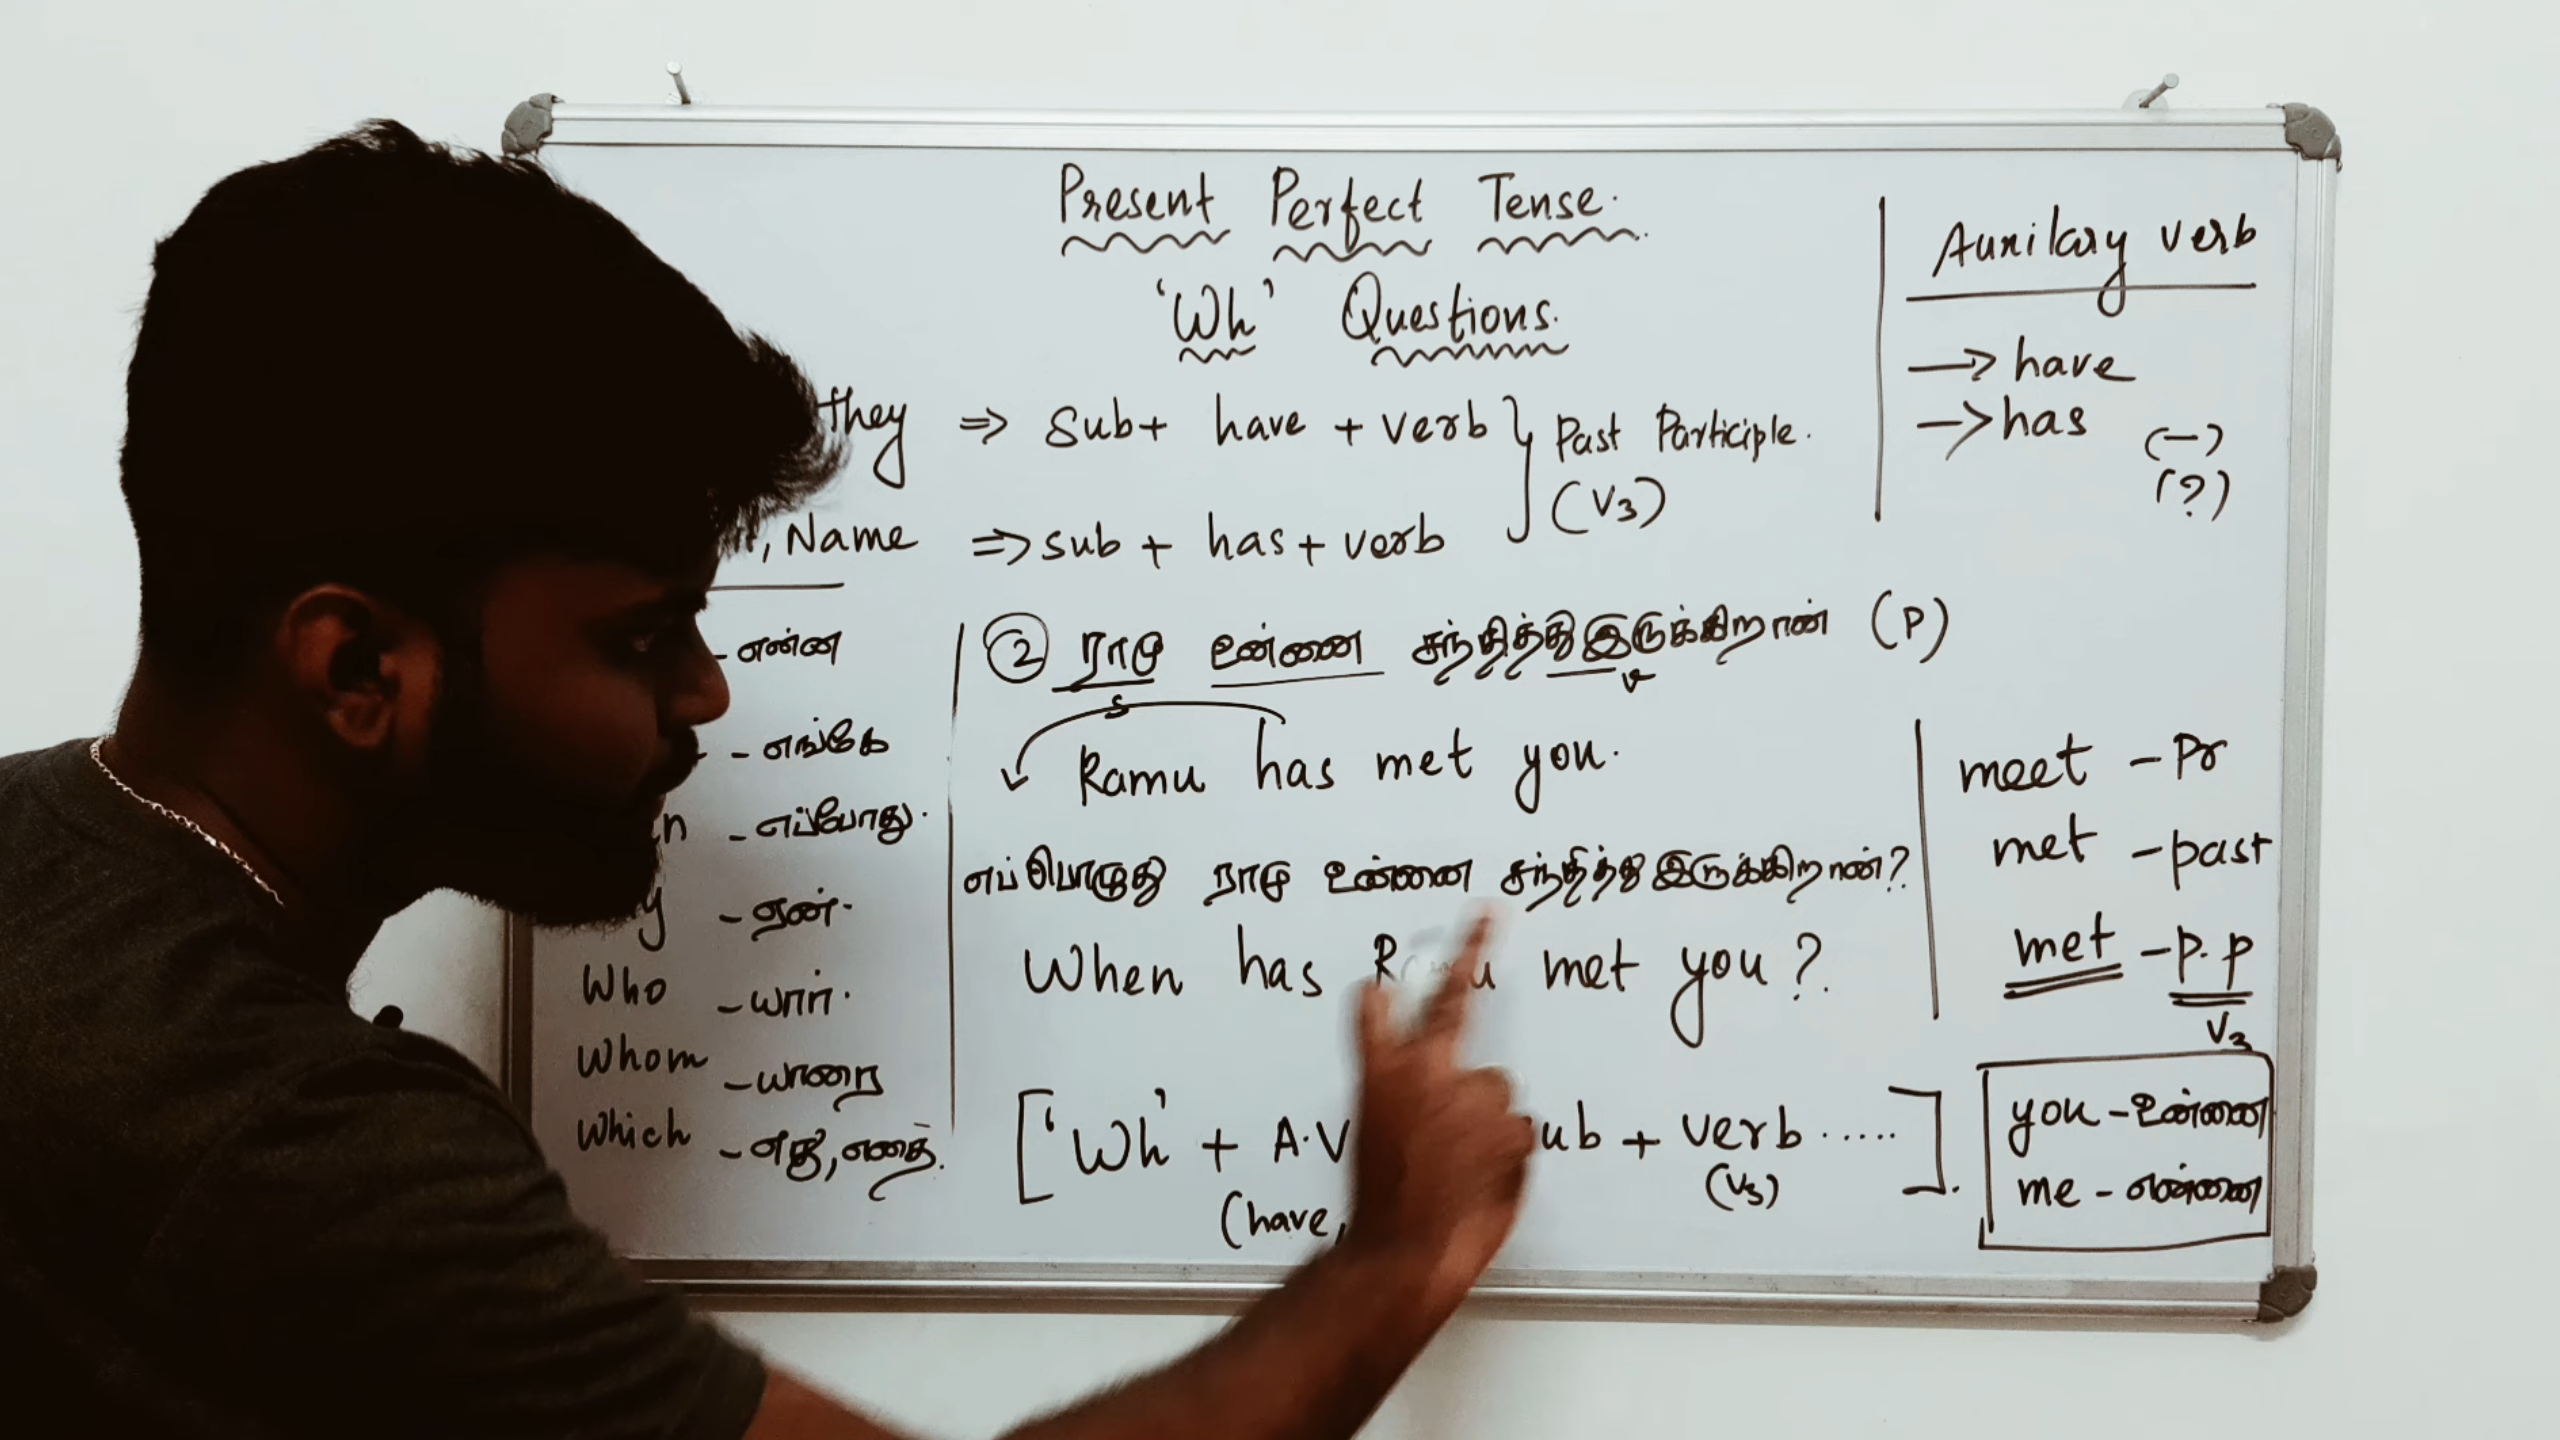 Present Perfect Tense.
'Wh' Questions.
they ⇒ Sub+ have + verb } Past Participle.
(V3)
, Name ⇒ sub + has + verb
Auxilary verb
→ have
→ has
(-)
(?)
- என்ன
- எங்கே
- எப்போது.
- ஏன்.
Who - யார்.
Whom - யாரை
Which - எது, எதை.
② ராமு உன்னை சந்தித்து இருக்கிறான் (P)
S v
Ramu has met you.
எப்பொழுது ராமு உன்னை சந்தித்து இருக்கிறான்?
When has Ramu met you?
['Wh' + A.V ub + verb .....].
(have, (V3)
meet - Pr
met - past
met - p.p
V3
you - உன்னை
me - என்னை